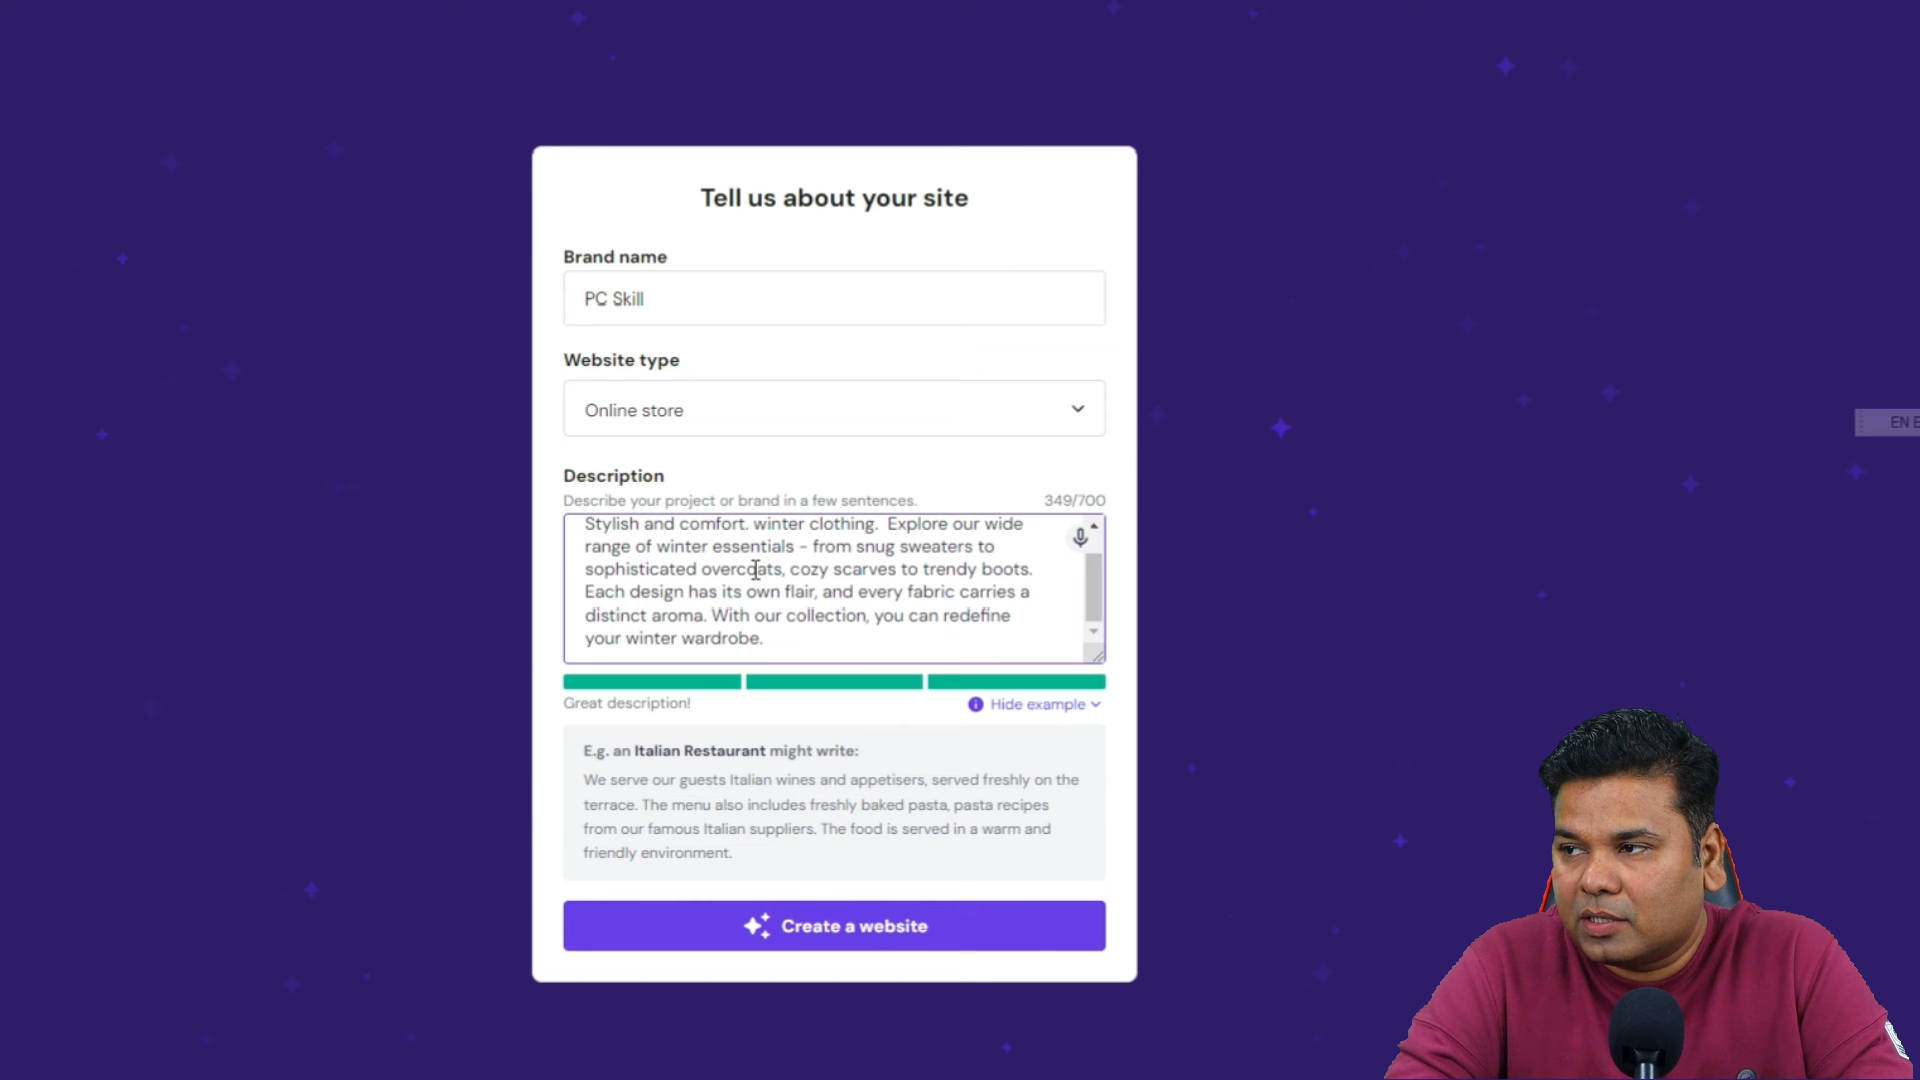 Tell us about your site
Brand name
PC Skill
Website type
Online store
Description
Describe your project or brand in a few sentences. 349/700
Stylish and comfort. winter clothing. Explore our wide
range of winter essentials - from snug sweaters to
sophisticated overcoats, cozy scarves to trendy boots.
Each design has its own flair, and every fabric carries a
distinct aroma. With our collection, you can redefine
your winter wardrobe.
Great description! Hide example
E.g. an Italian Restaurant might write:
We serve our guests Italian wines and appetisers, served freshly on the
terrace. The menu also includes freshly baked pasta, pasta recipes
from our famous Italian suppliers. The food is served in a warm and
friendly environment.
Create a website
EN E